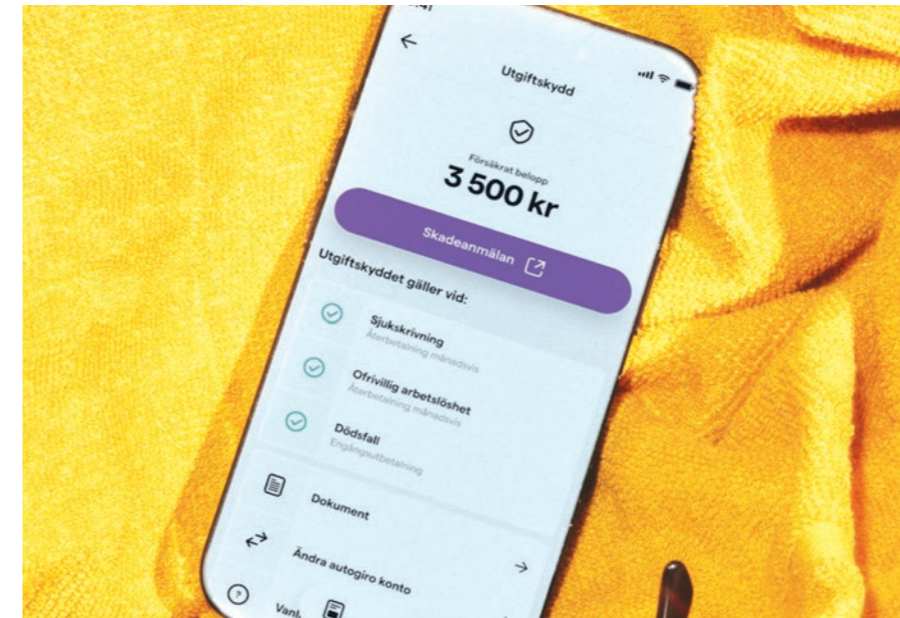 Utgiftskydd
Försäkrat belopp
3 500 kr
Skadeanmälan
Utgiftskyddet gäller vid:
Sjukskrivning
Återbetalning månadsvis
Ofrivillig arbetslöshet
Återbetalning månadsvis
Dödsfall
Engångsutbetalning
Dokument
Ändra autogiro konto